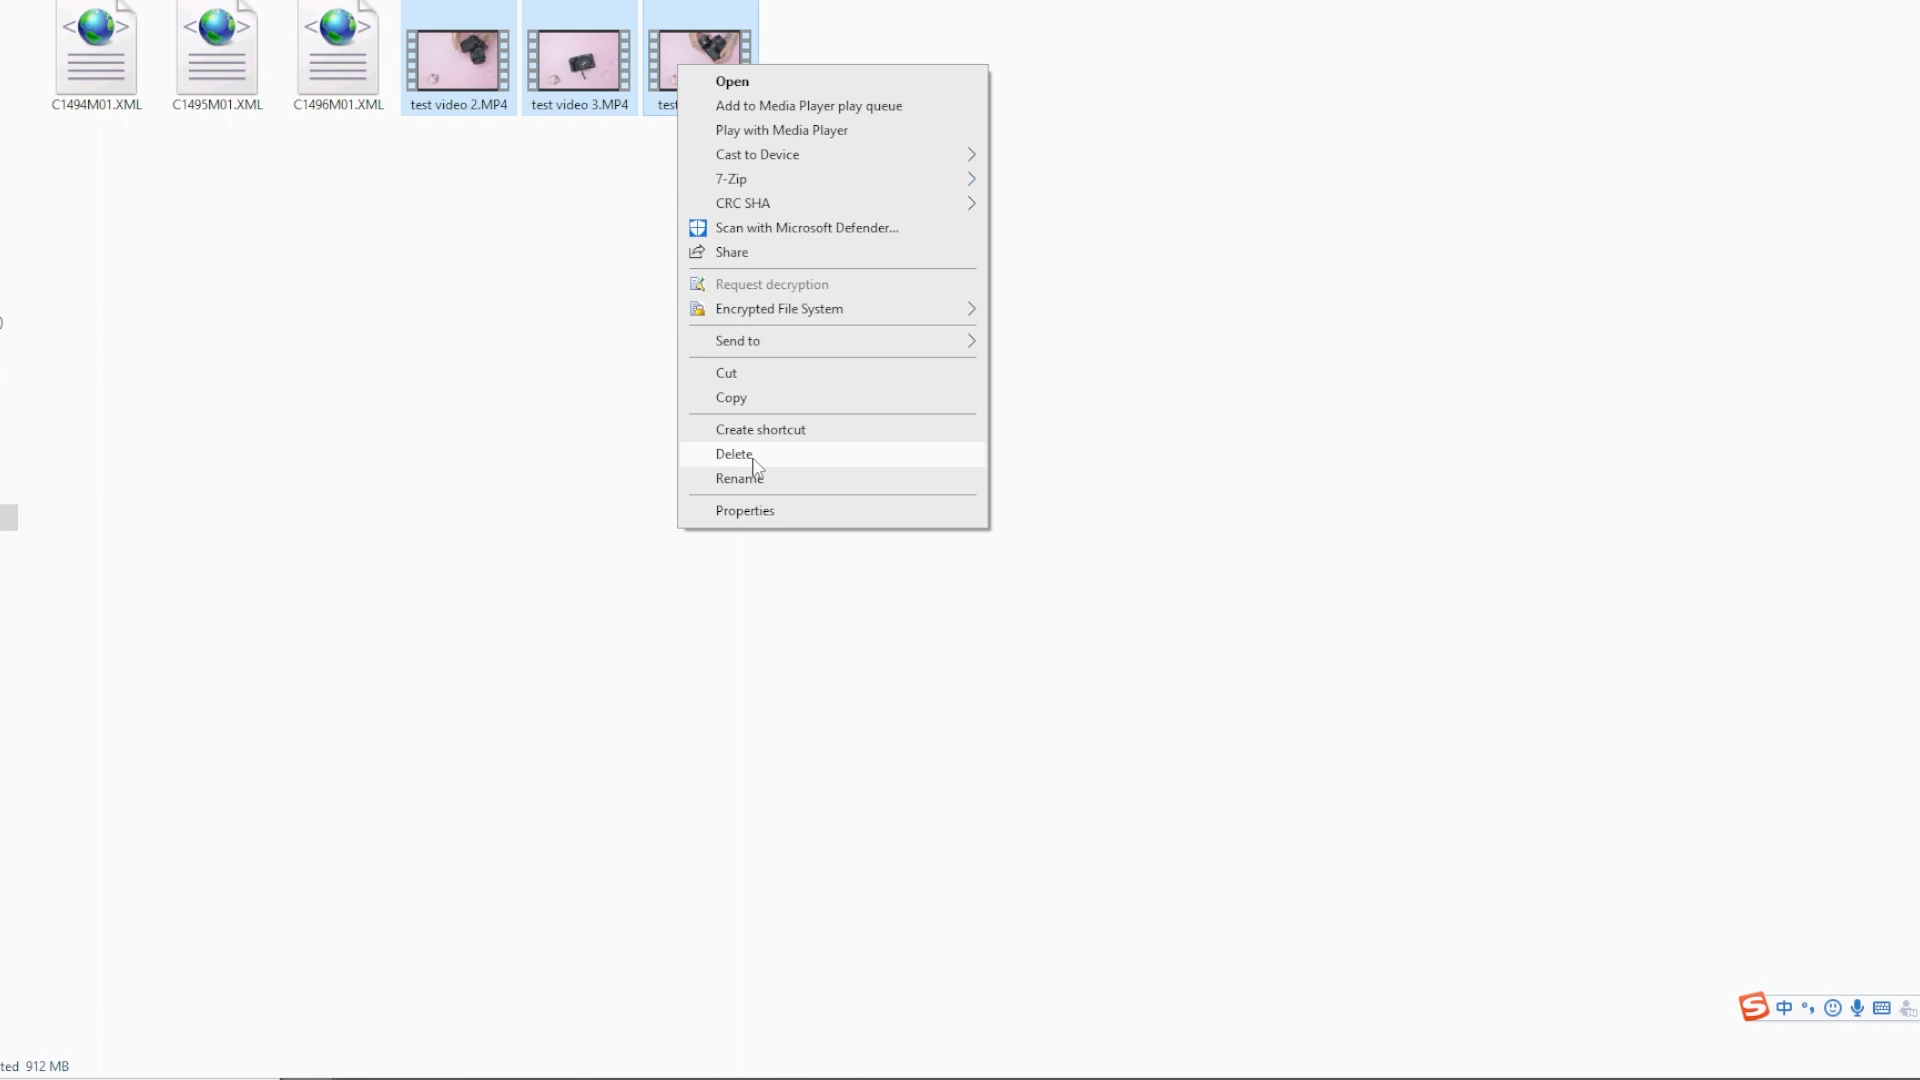 C1494M01.XML
C1495M01.XML
C1496M01.XML
test video 2.MP4
test video 3.MP4
test
Open
Add to Media Player play queue
Play with Media Player
Cast to Device
7-Zip
CRC SHA
Scan with Microsoft Defender...
Share
Request decryption
Encrypted File System
Send to
Cut
Copy
Create shortcut
Delete
Rename
Properties
中
ted 912 MB